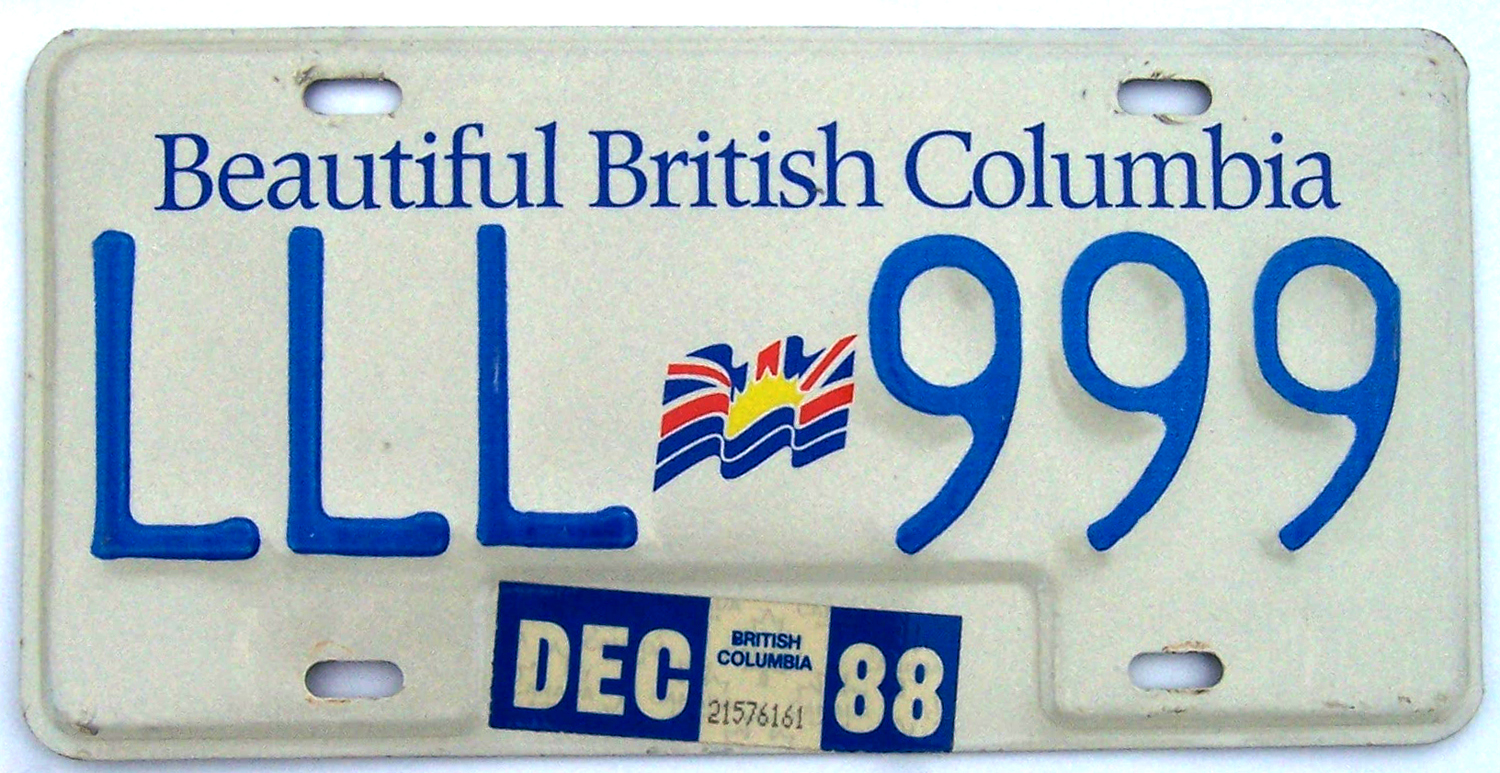 Beautiful British Columbia
LLL 999
DEC BRITISH COLUMBIA 88
21576161